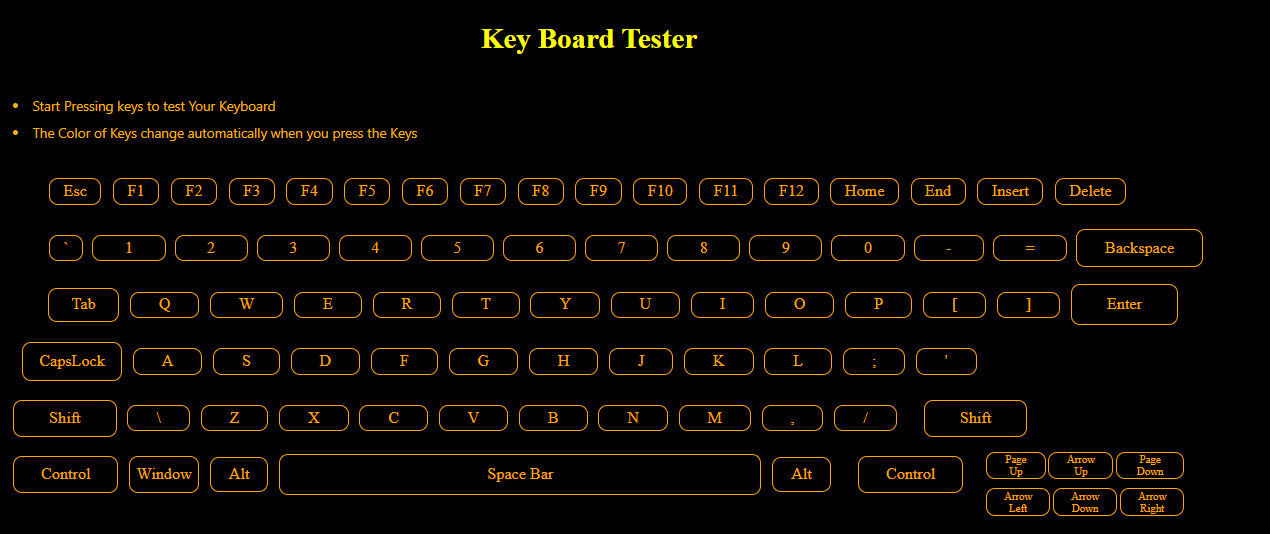 Key Board Tester
• Start Pressing keys to test Your Keyboard
• The Color of Keys change automatically when you press the Keys
Esc F1 F2 F3 F4 F5 F6 F7 F8 F9 F10 F11 F12 Home End Insert Delete
` 1 2 3 4 5 6 7 8 9 0 - = Backspace
Tab Q W E R T Y U I O P [ ] Enter
CapsLock A S D F G H J K L ; '
Shift \ Z X C V B N M , / Shift
Control Window Alt Space Bar Alt Control
Page Up Arrow Up Page Down
Arrow Left Arrow Down Arrow Right